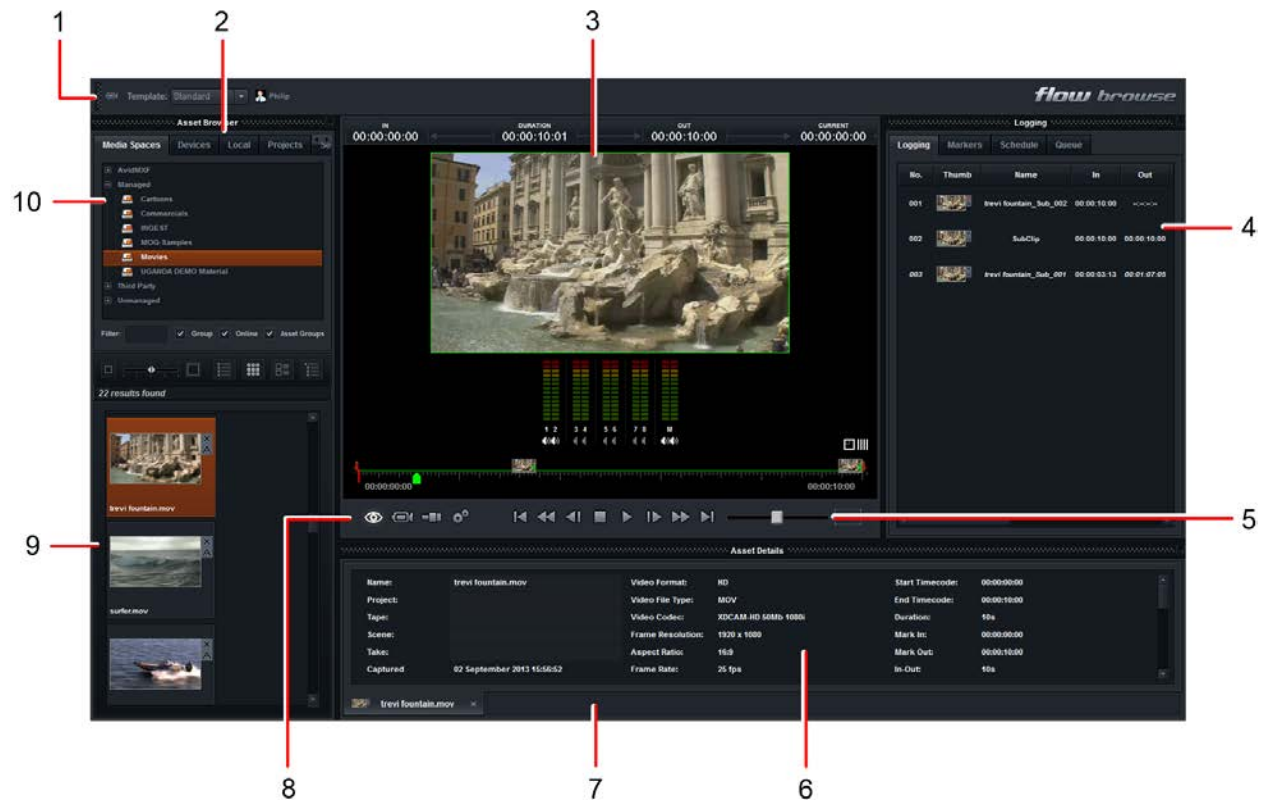 1
2
3
Template: Standard
Philip
flow browse
Asset Browser
Media Spaces Devices Local Projects Se
AvidMXF
Managed
Cartoons
Commercials
INGEST
MOG-Samples
Movies
UGANDA DEMO Material
Third Party
Unmanaged
10
Filter: Group Online Asset Groups
22 results found
trevi fountain.mov
surfer.mov
9
IN DURATION OUT CURRENT
00:00:00:00 00:00:10:01 00:00:10:00 00:00:00:00
1 2 3 4 5 6 7 8 M
00:00:00:00 00:00:10:00
Logging
Logging Markers Schedule Queue
No. Thumb Name In Out
001 trevi fountain_Sub_002 00:00:10:00 --:--:--:--
002 SubClip 00:00:10:00 00:00:10:00
003 trevi fountain_Sub_001 00:00:03:13 00:01:07:05
4
5
Asset Details
Name: trevi fountain.mov Video Format: HD Start Timecode: 00:00:00:00
Project: Video File Type: MOV End Timecode: 00:00:10:00
Tape: Video Codec: XDCAM-HD 50Mb 1080i Duration: 10s
Scene: Frame Resolution: 1920 x 1080 Mark In: 00:00:00:00
Take: Aspect Ratio: 16:9 Mark Out: 00:00:10:00
Captured 02 September 2013 15:56:52 Frame Rate: 25 fps In-Out: 10s
trevi fountain.mov ×
8
7
6